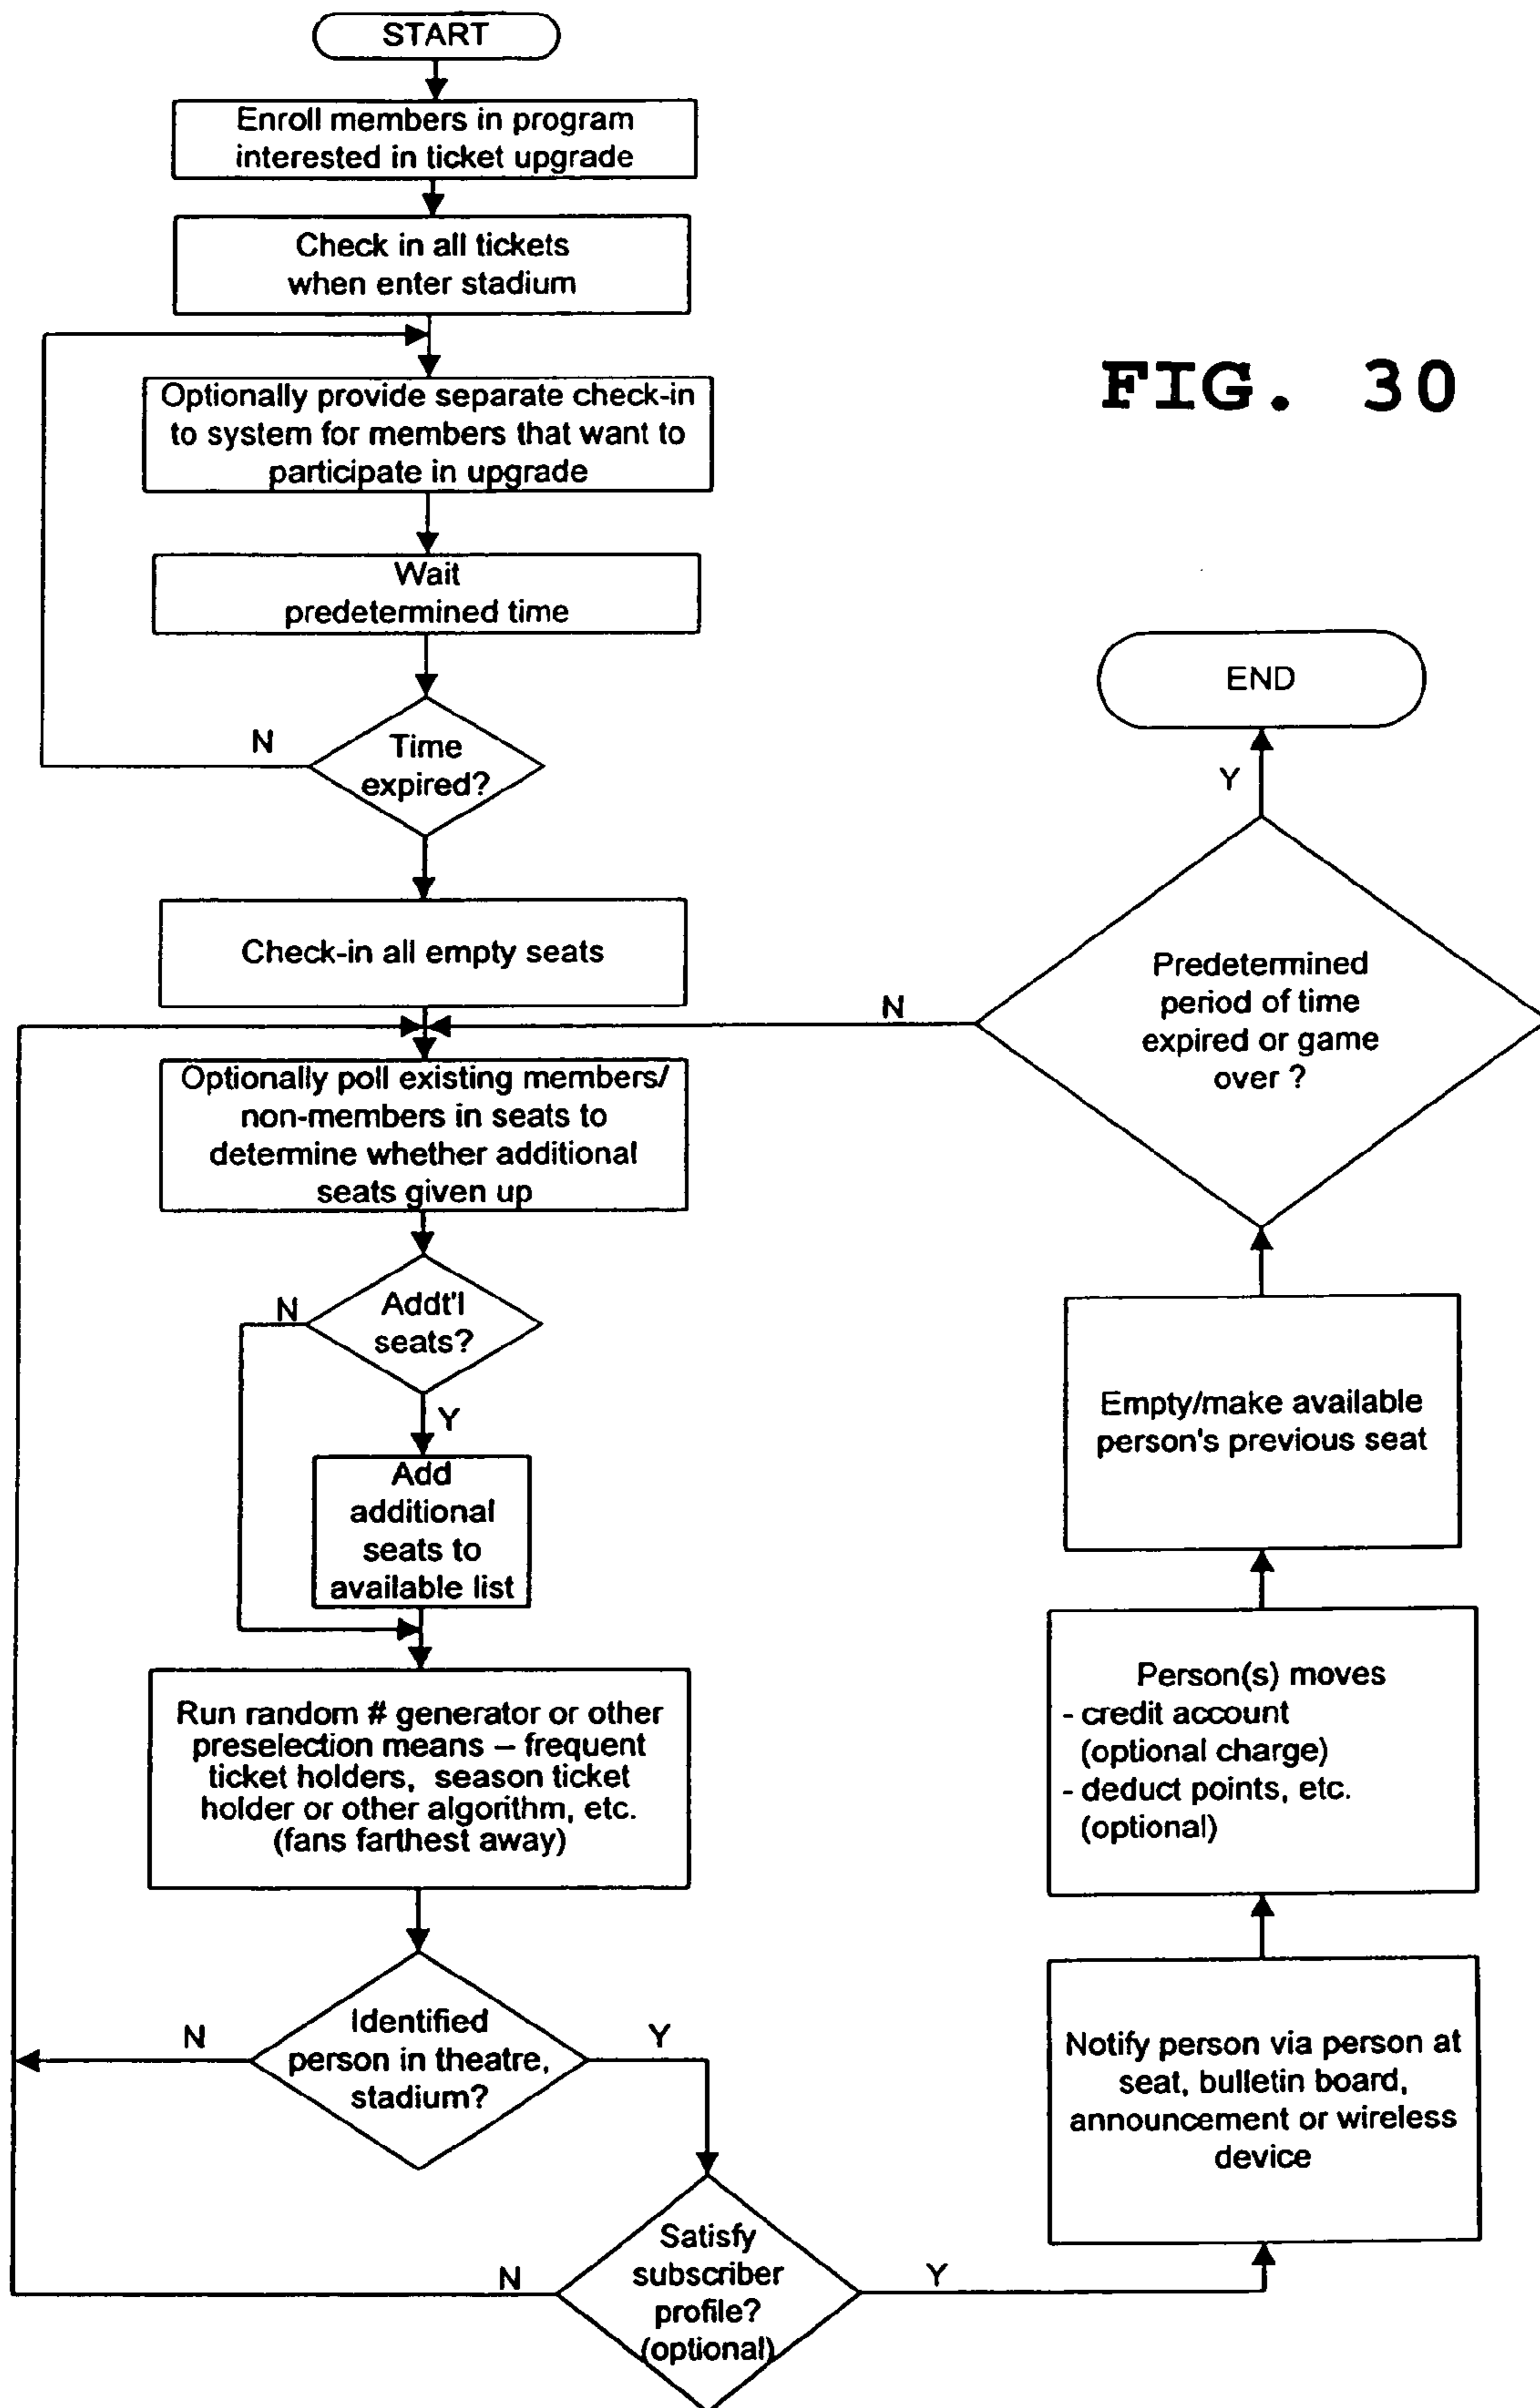 START
Enroll members in program
interested in ticket upgrade
Check in all tickets
when enter stadium
FIG. 30
Optionally provide separate check-in
to system for members that want to
participate in upgrade
Wait
predetermined time
N
Time
expired?
Check-in all empty seats
Optionally poll existing members/
non-members in seats to
determine whether additional
seats given up
N
Addt'l
seats?
Y
Add
additional
seats to
available list
Run random # generator or other
preselection means – frequent
ticket holders, season ticket
holder or other algorithm, etc.
(fans farthest away)
N
Identified
person in theatre,
stadium?
Y
N
Satisfy
subscriber
profile?
(optional)
Y
Notify person via person at
seat, bulletin board,
announcement or wireless
device
Person(s) moves
- credit account
(optional charge)
- deduct points, etc.
(optional)
Empty/make available
person's previous seat
N
Predetermined
period of time
expired or game
over ?
Y
END